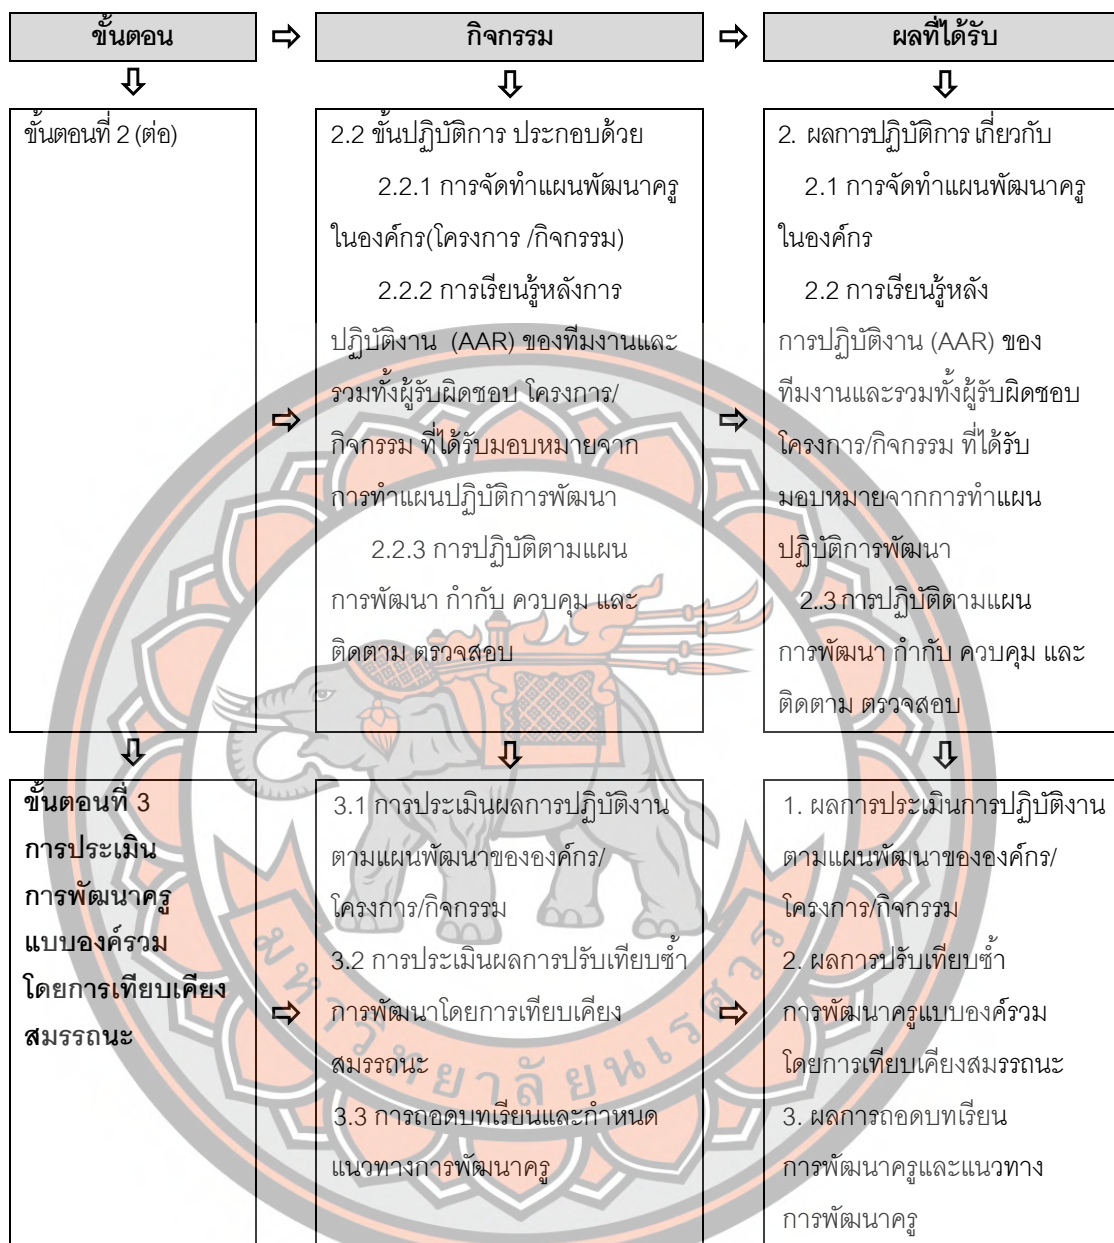 ขั้นตอน
กิจกรรม
ผลที่ได้รับ
ขั้นตอนที่ 2 (ต่อ)
2.2 ขั้นปฏิบัติการ ประกอบด้วย
2.2.1 การจัดทำแผนพัฒนาครู
ในองค์กร(โครงการ /กิจกรรม)
2.2.2 การเรียนรู้หลังการ
ปฏิบัติงาน (AAR) ของทีมงานและ
รวมทั้งผู้รับผิดชอบ โครงการ/
กิจกรรม ที่ได้รับมอบหมายจาก
การทำแผนปฏิบัติการพัฒนา
2.2.3 การปฏิบัติตามแผน
การพัฒนา กำกับ ควบคุม และ
ติดตาม ตรวจสอบ
2. ผลการปฏิบัติการ เกี่ยวกับ
2.1 การจัดทำแผนพัฒนาครู
ในองค์กร
2.2 การเรียนรู้หลัง
การปฏิบัติงาน (AAR) ของ
ทีมงานและรวมทั้งผู้รับผิดชอบ
โครงการ/กิจกรรม ที่ได้รับ
มอบหมายจากการทำแผน
ปฏิบัติการพัฒนา
2..3 การปฏิบัติตามแผน
การพัฒนา กำกับ ควบคุม และ
ติดตาม ตรวจสอบ
ขั้นตอนที่ 3
การประเมิน
การพัฒนาครู
แบบองค์รวม
โดยการเทียบเคียง
สมรรถนะ
3.1 การประเมินผลการปฏิบัติงาน
ตามแผนพัฒนาขององค์กร/
โครงการ/กิจกรรม
3.2 การประเมินผลการปรับเทียบซ้ำ
การพัฒนาโดยการเทียบเคียง
สมรรถนะ
3.3 การถอดบทเรียนและกำหนด
แนวทางการพัฒนาครู
1. ผลการประเมินการปฏิบัติงาน
ตามแผนพัฒนาขององค์กร/
โครงการ/กิจกรรม
2. ผลการปรับเทียบซ้ำ
การพัฒนาครูแบบองค์รวม
โดยการเทียบเคียงสมรรถนะ
3. ผลการถอดบทเรียน
การพัฒนาครูและแนวทาง
การพัฒนาครู
มหาวิทยาลัยนเรศวร